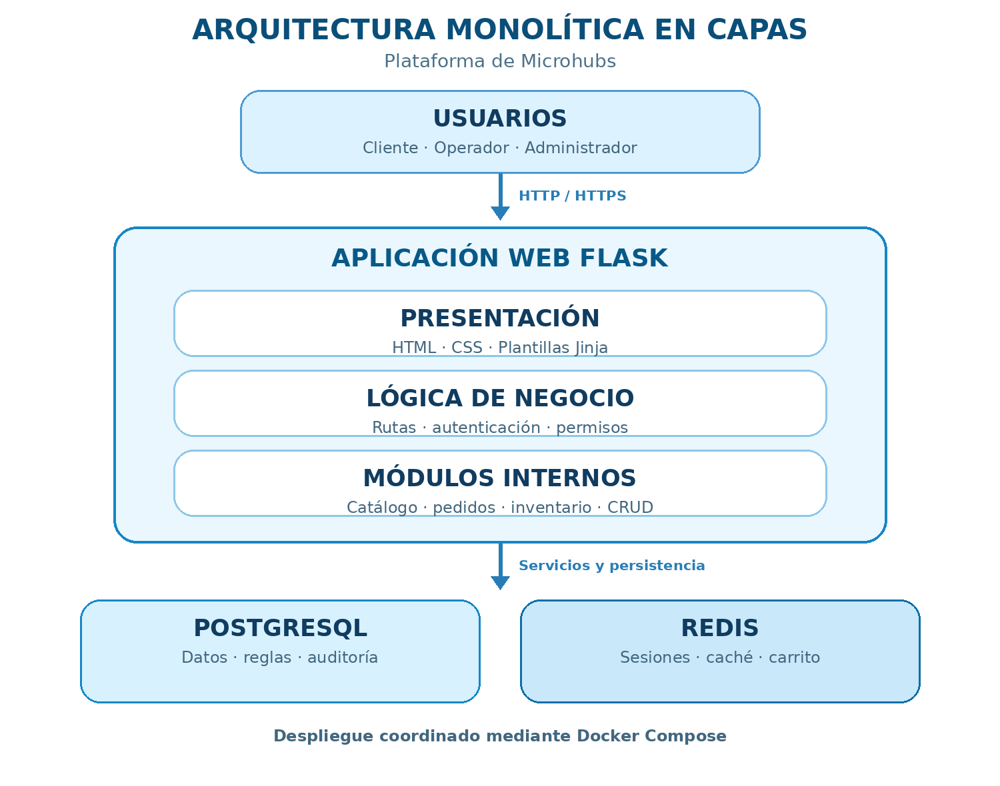 ARQUITECTURA MONOLÍTICA EN CAPAS
Plataforma de Microhubs
USUARIOS
Cliente · Operador · Administrador
HTTP / HTTPS
APLICACIÓN WEB FLASK
PRESENTACIÓN
HTML · CSS · Plantillas Jinja
LÓGICA DE NEGOCIO
Rutas · autenticación · permisos
MÓDULOS INTERNOS
Catálogo · pedidos · inventario · CRUD
Servicios y persistencia
POSTGRESQL
Datos · reglas · auditoría
REDIS
Sesiones · caché · carrito
Despliegue coordinado mediante Docker Compose